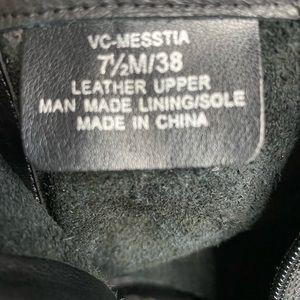 VC-MESSTIA
7½M/38
LEATHER UPPER
MAN MADE LINING/SOLE
MADE IN CHINA